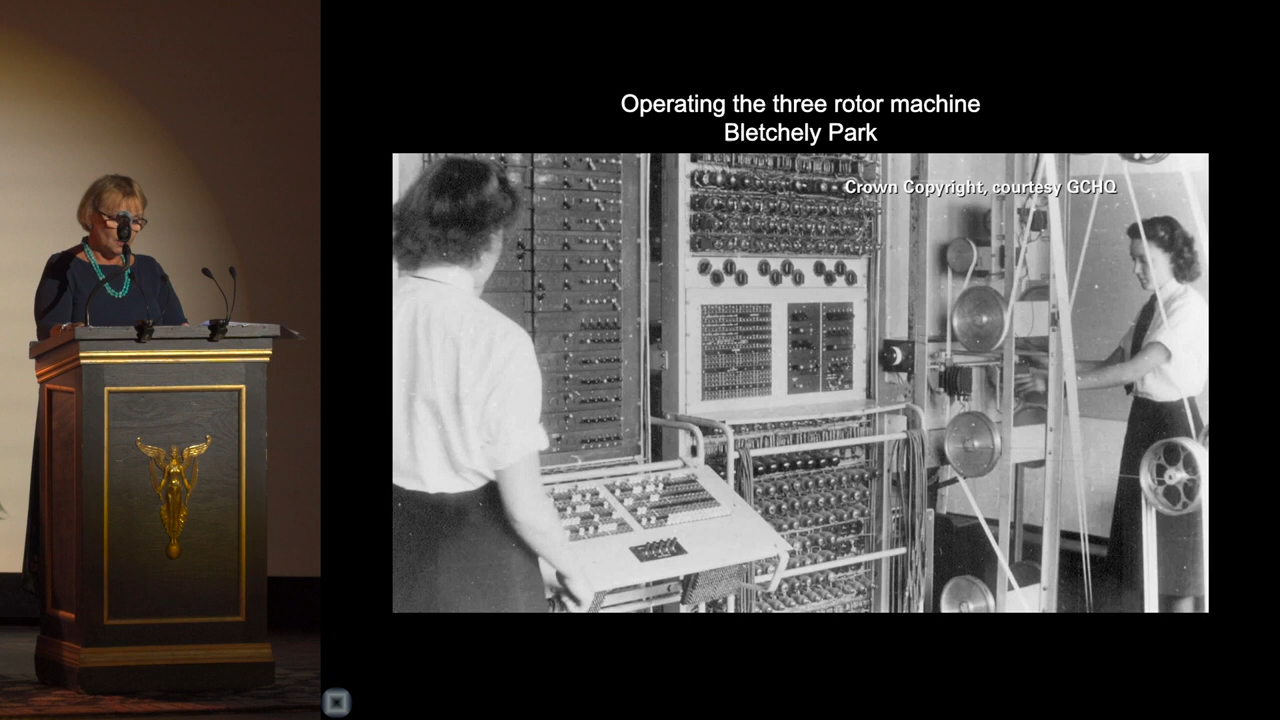 Operating the three rotor machine
Bletchely Park
Crown Copyright, courtesy GCHQ